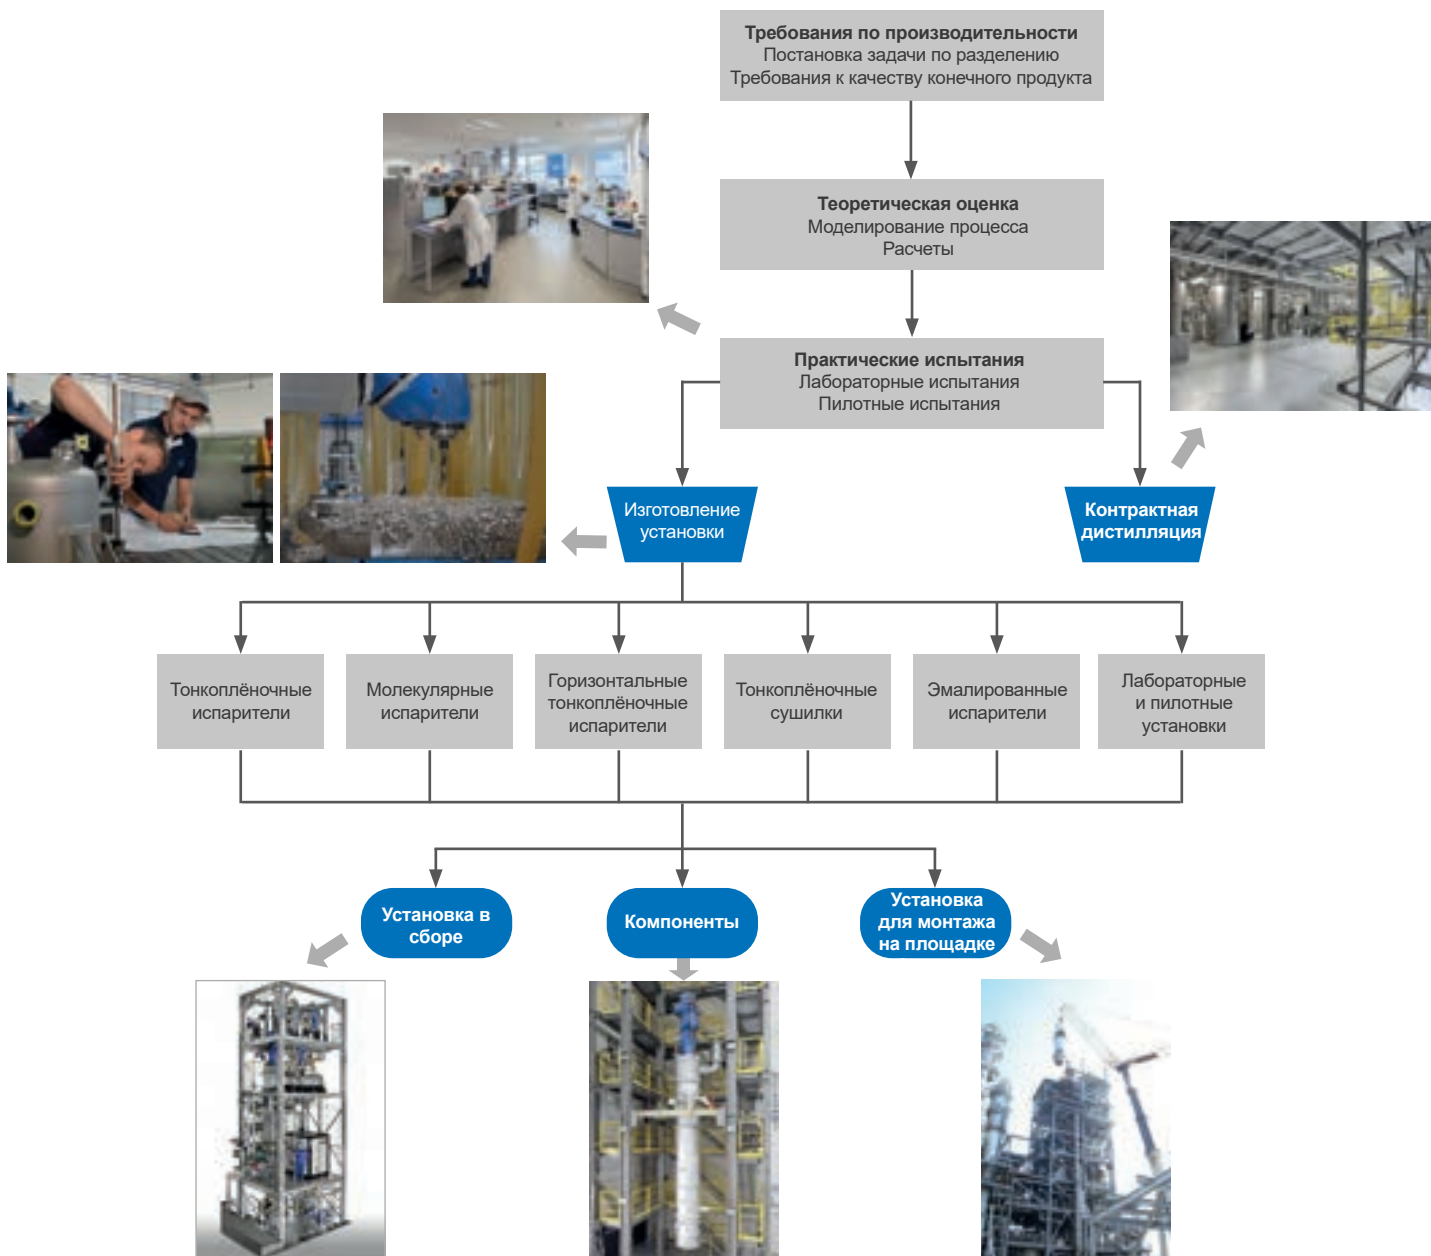 Требования по производительности
Постановка задачи по разделению
Требования к качеству конечного продукта
Теоретическая оценка
Моделирование процесса
Расчеты
Практические испытания
Лабораторные испытания
Пилотные испытания
Изготовление
установки
Контрактная
дистилляция
Тонкоплёночные
испарители
Молекулярные
испарители
Горизонтальные
тонкоплёночные
испарители
Тонкоплёночные
сушилки
Эмалированные
испарители
Лабораторные
и пилотные
установки
Установка в
сборе
Компоненты
Установка
для монтажа
на площадке